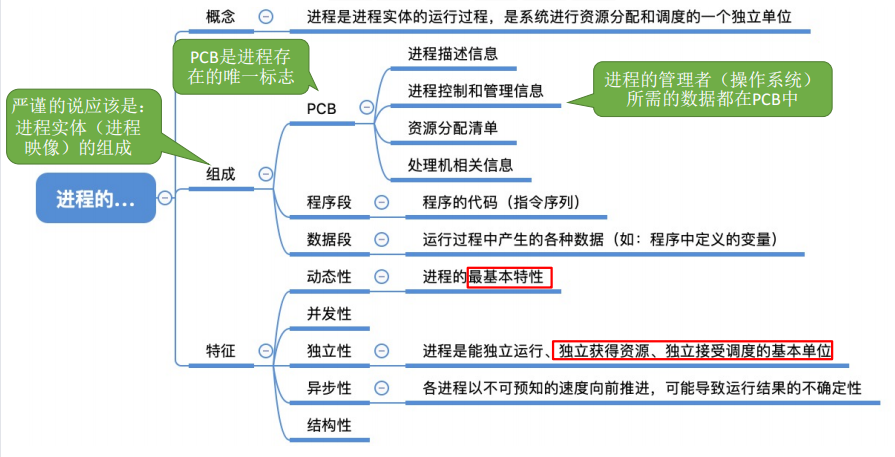 概念
进程是进程实体的运行过程，是系统进行资源分配和调度的一个独立单位
PCB是进程存
在的唯一标志
进程描述信息
进程的管理者（操作系统）
所需的数据都在PCB中
进程控制和管理信息
PCB
严谨的说应该是：
进程实体（进程
映像）的组成
资源分配清单
处理机相关信息
组成
进程的...
程序段
程序的代码（指令序列）
数据段
运行过程中产生的各种数据（如：程序中定义的变量）
动态性
进程的最基本特性
并发性
特征
独立性
进程是能独立运行、独立获得资源、独立接受调度的基本单位
异步性
各进程以不可预知的速度向前推进，可能导致运行结果的不确定性
结构性